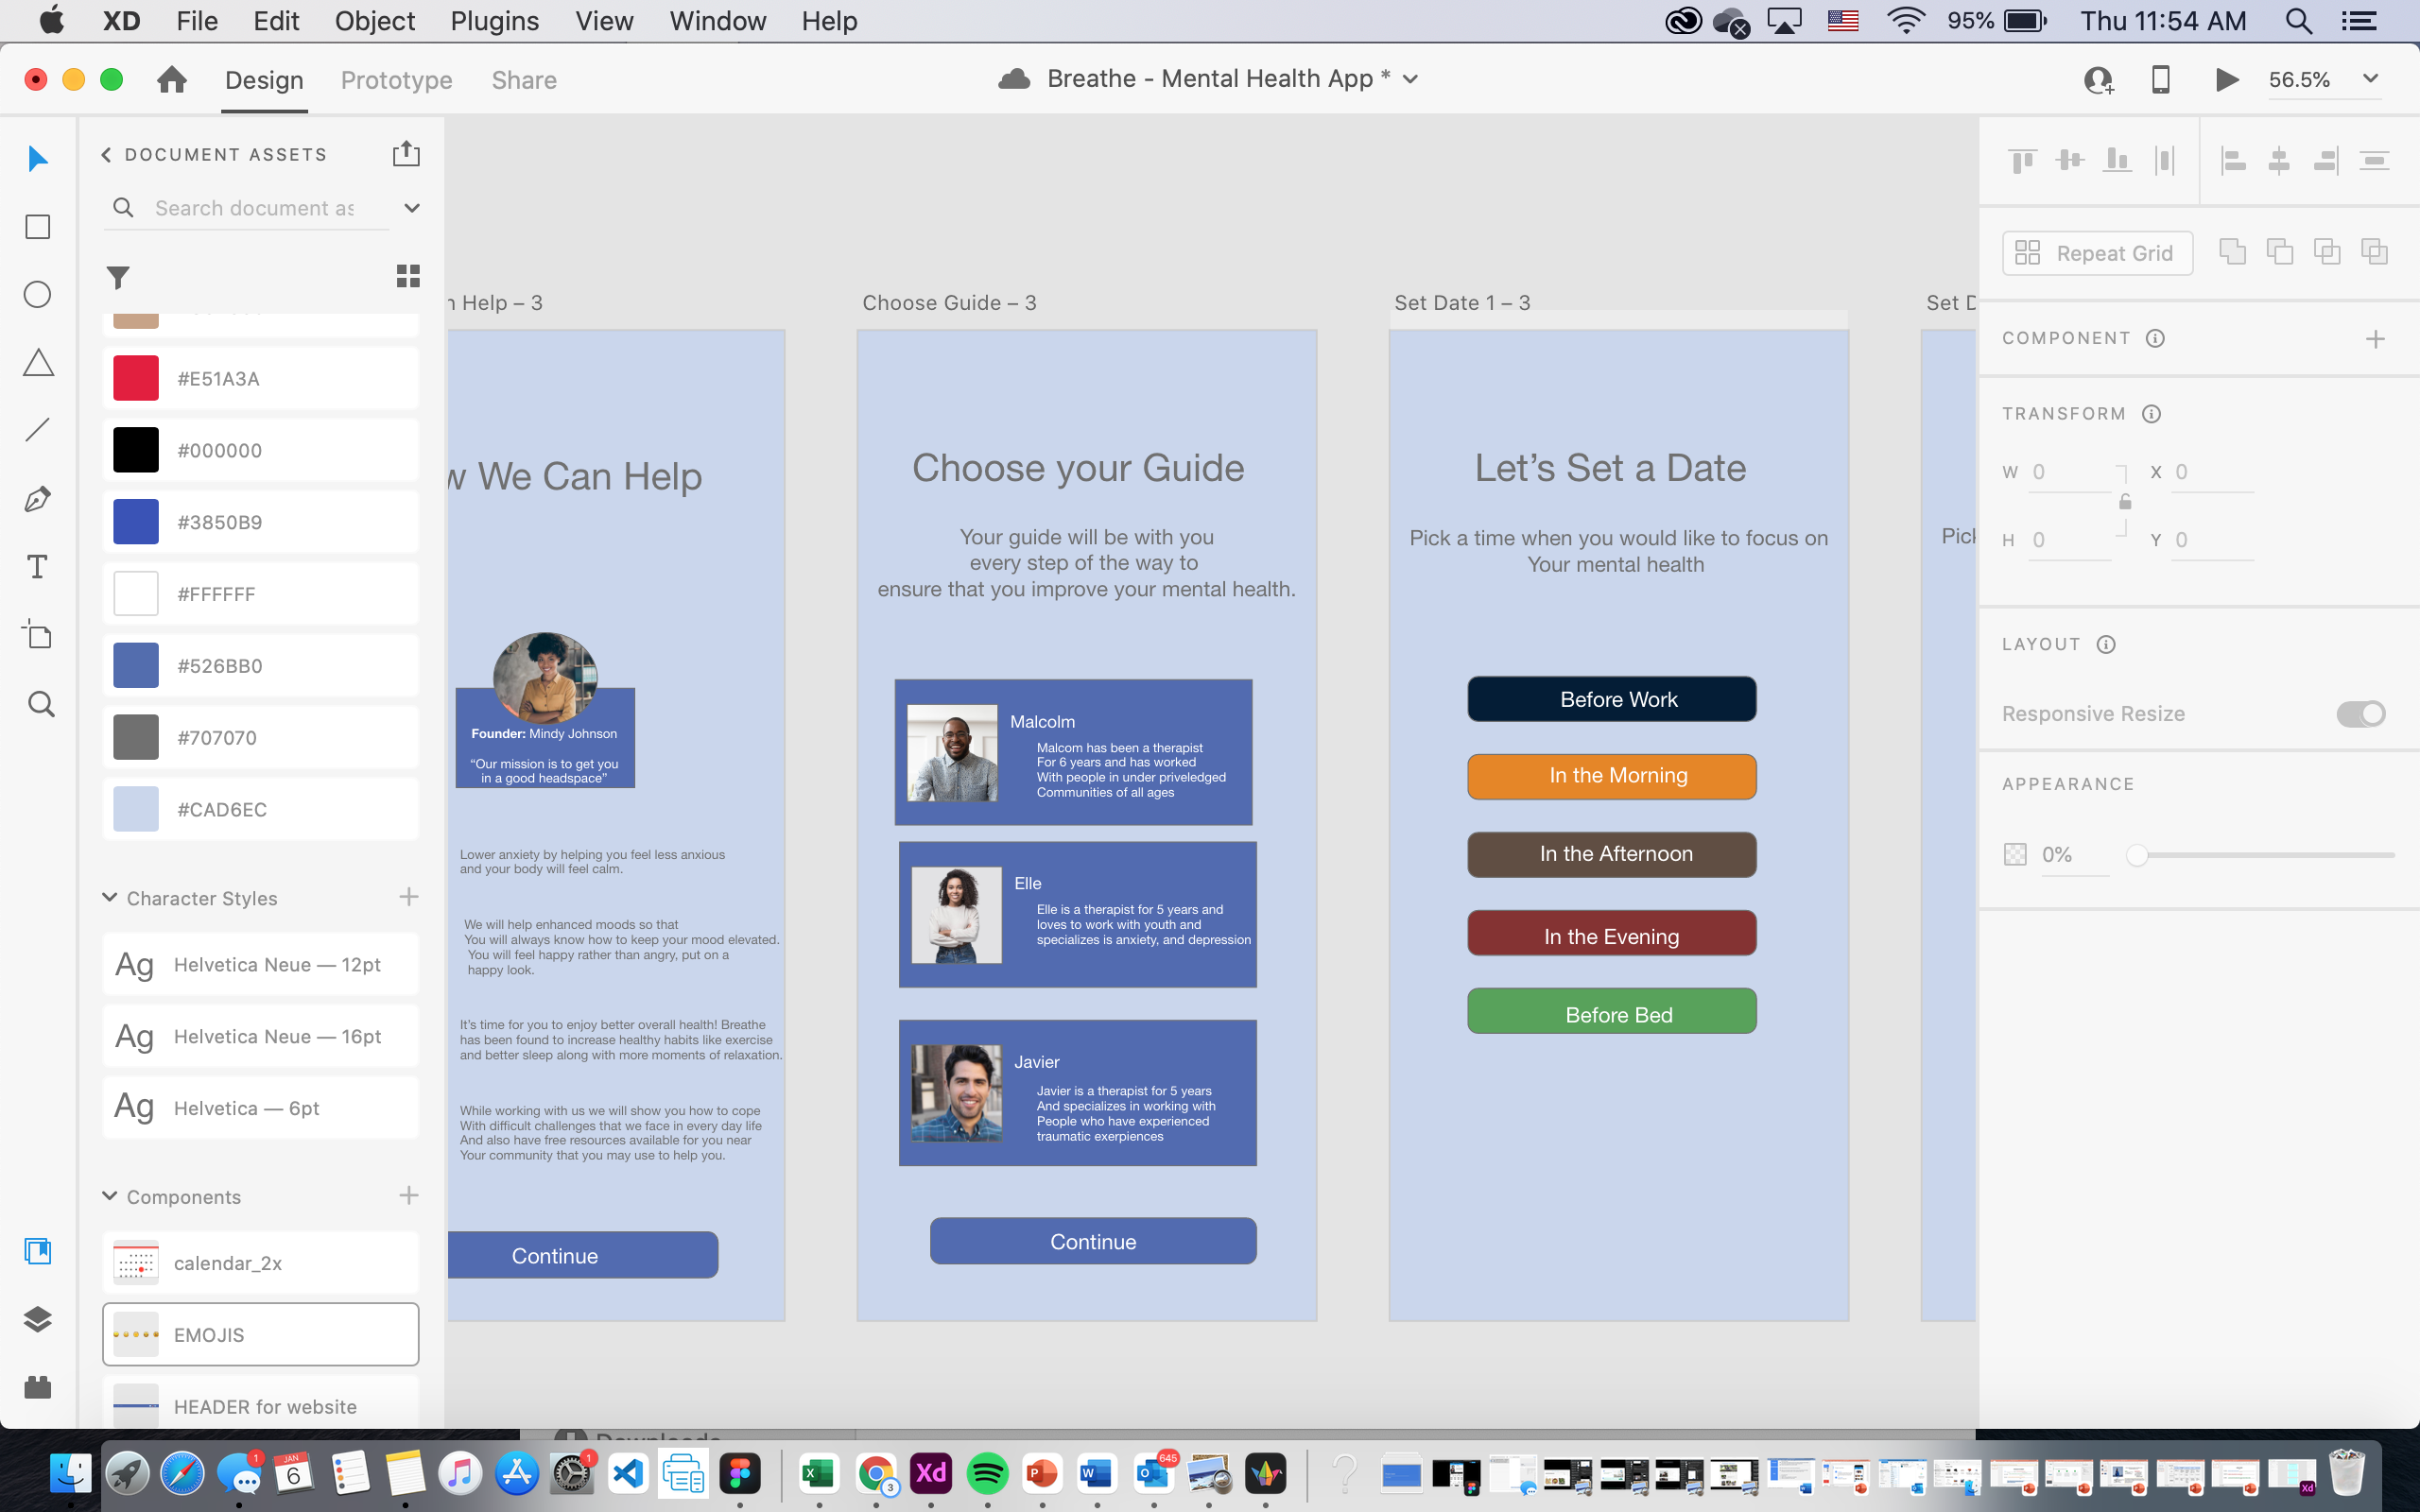 XD File Edit Object Plugins View Window Help
95% Thu 11:54 AM
Design Prototype Share
Breathe - Mental Health App *
56.5%
DOCUMENT ASSETS
Search document as
#E51A3A
#000000
#3850B9
#FFFFFF
#526BB0
#707070
#CAD6EC
Character Styles
Ag Helvetica Neue — 12pt
Ag Helvetica Neue — 16pt
Ag Helvetica — 6pt
Components
calendar_2x
EMOJIS
HEADER for website
n Help – 3
w We Can Help
Founder: Mindy Johnson
“Our mission is to get you
in a good headspace”
Lower anxiety by helping you feel less anxious
and your body will feel calm.
We will help enhanced moods so that
You will always know how to keep your mood elevated.
You will feel happy rather than angry, put on a
happy look.
It’s time for you to enjoy better overall health! Breathe
has been found to increase healthy habits like exercise
and better sleep along with more moments of relaxation.
While working with us we will show you how to cope
With difficult challenges that we face in every day life
And also have free resources available for you near
Your community that you may use to help you.
Continue
Choose Guide – 3
Choose your Guide
Your guide will be with you
every step of the way to
ensure that you improve your mental health.
Malcolm
Malcom has been a therapist
For 6 years and has worked
With people in under priveledged
Communities of all ages
Elle
Elle is a therapist for 5 years and
loves to work with youth and
specializes is anxiety, and depression
Javier
Javier is a therapist for 5 years
And specializes in working with
People who have experienced
traumatic exerpiences
Continue
Set Date 1 – 3
Let’s Set a Date
Pick a time when you would like to focus on
Your mental health
Before Work
In the Morning
In the Afternoon
In the Evening
Before Bed
Set D
Pick
Repeat Grid
COMPONENT
TRANSFORM
W 0 X 0
H 0 Y 0
LAYOUT
Responsive Resize
APPEARANCE
0%
Downloads
1
JAN
6
1
3
Xd
645